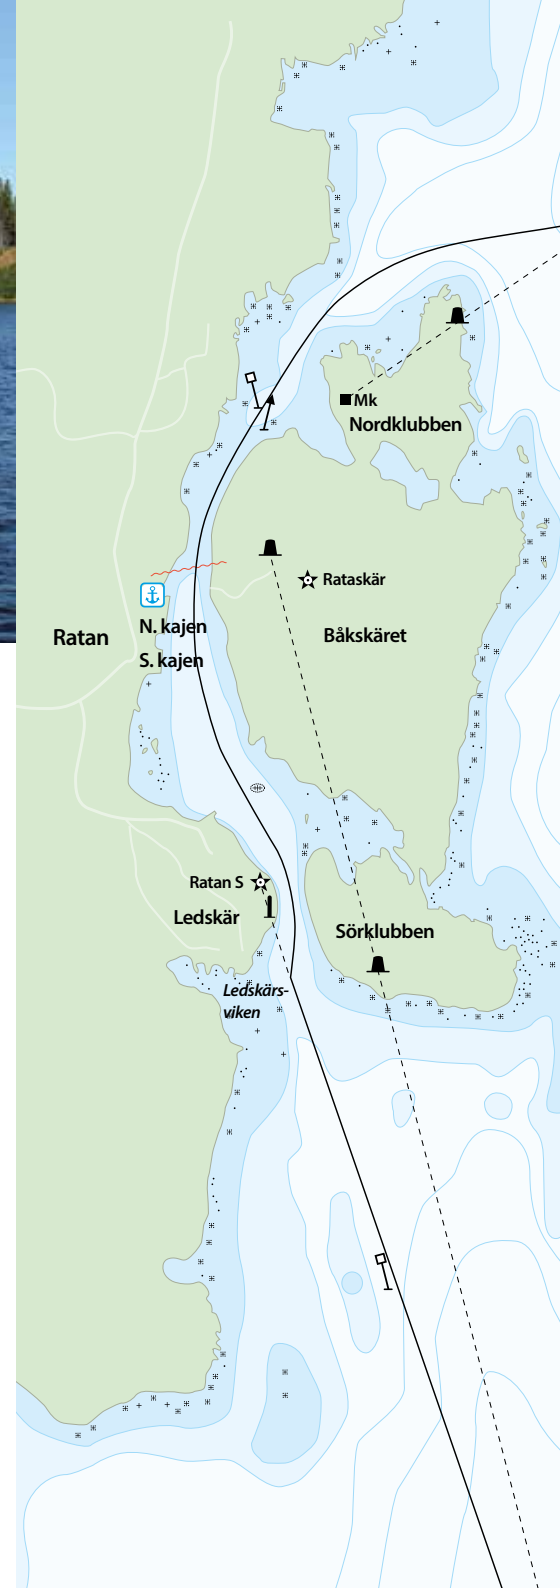 Mk
Nordklubben
Rataskär
N. kajen
Ratan
Båkskäret
S. kajen
Ratan S
Ledskär
Sörklubben
Ledskärs-
viken